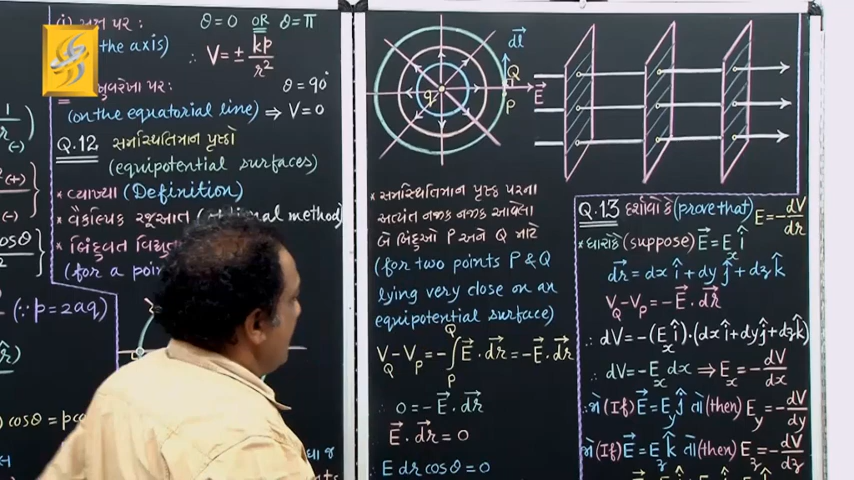 (i) અક્ષ પર: θ=0 OR θ=π
the axis) ∴ V=± kp/r²
θ=90°
(on the equatorial line) ⇒ V=0
Q.12 સમસ્થિતિમાન પૃષ્ઠો
(equipotential surfaces)
* વ્યાખ્યા (Definition)
* વૈકલ્પિક રજૂઆત method)
* બિંદુવત
(for a poin
(∵ p=2aq)
dl
Q
P
E
q
* સમસ્થિતિમાન પૃષ્ઠ પરના
અત્યંત નજીક નજીક આવેલા
બે બિંદુઓ P અને Q માટે
(for two points P & Q
lying very close on an
equipotential surface)
V_Q-V_P=-∫_P^Q E⃗·dr⃗=-E⃗·dr⃗
∴ 0=-E⃗·dr⃗
E⃗·dr⃗=0
∴ E dr cosθ=0
Q.13 દર્શાવો કે (prove that) E=-dV/dr
* ધારોકે (suppose) E⃗=E_x î
dr⃗=dx î+dy ĵ+dz k̂
V_Q-V_P=-E⃗·dr⃗
∴ dV=-(E_x î)·(dx î+dy ĵ+dz k̂)
∴ dV=-E_x dx ⇒ E_x=-dV/dx
∴ જો (If) E⃗=E_y ĵ તો (then) E_y=-dV/dy
જો (If) E⃗=E_z k̂ તો (then) E_z=-dV/dz